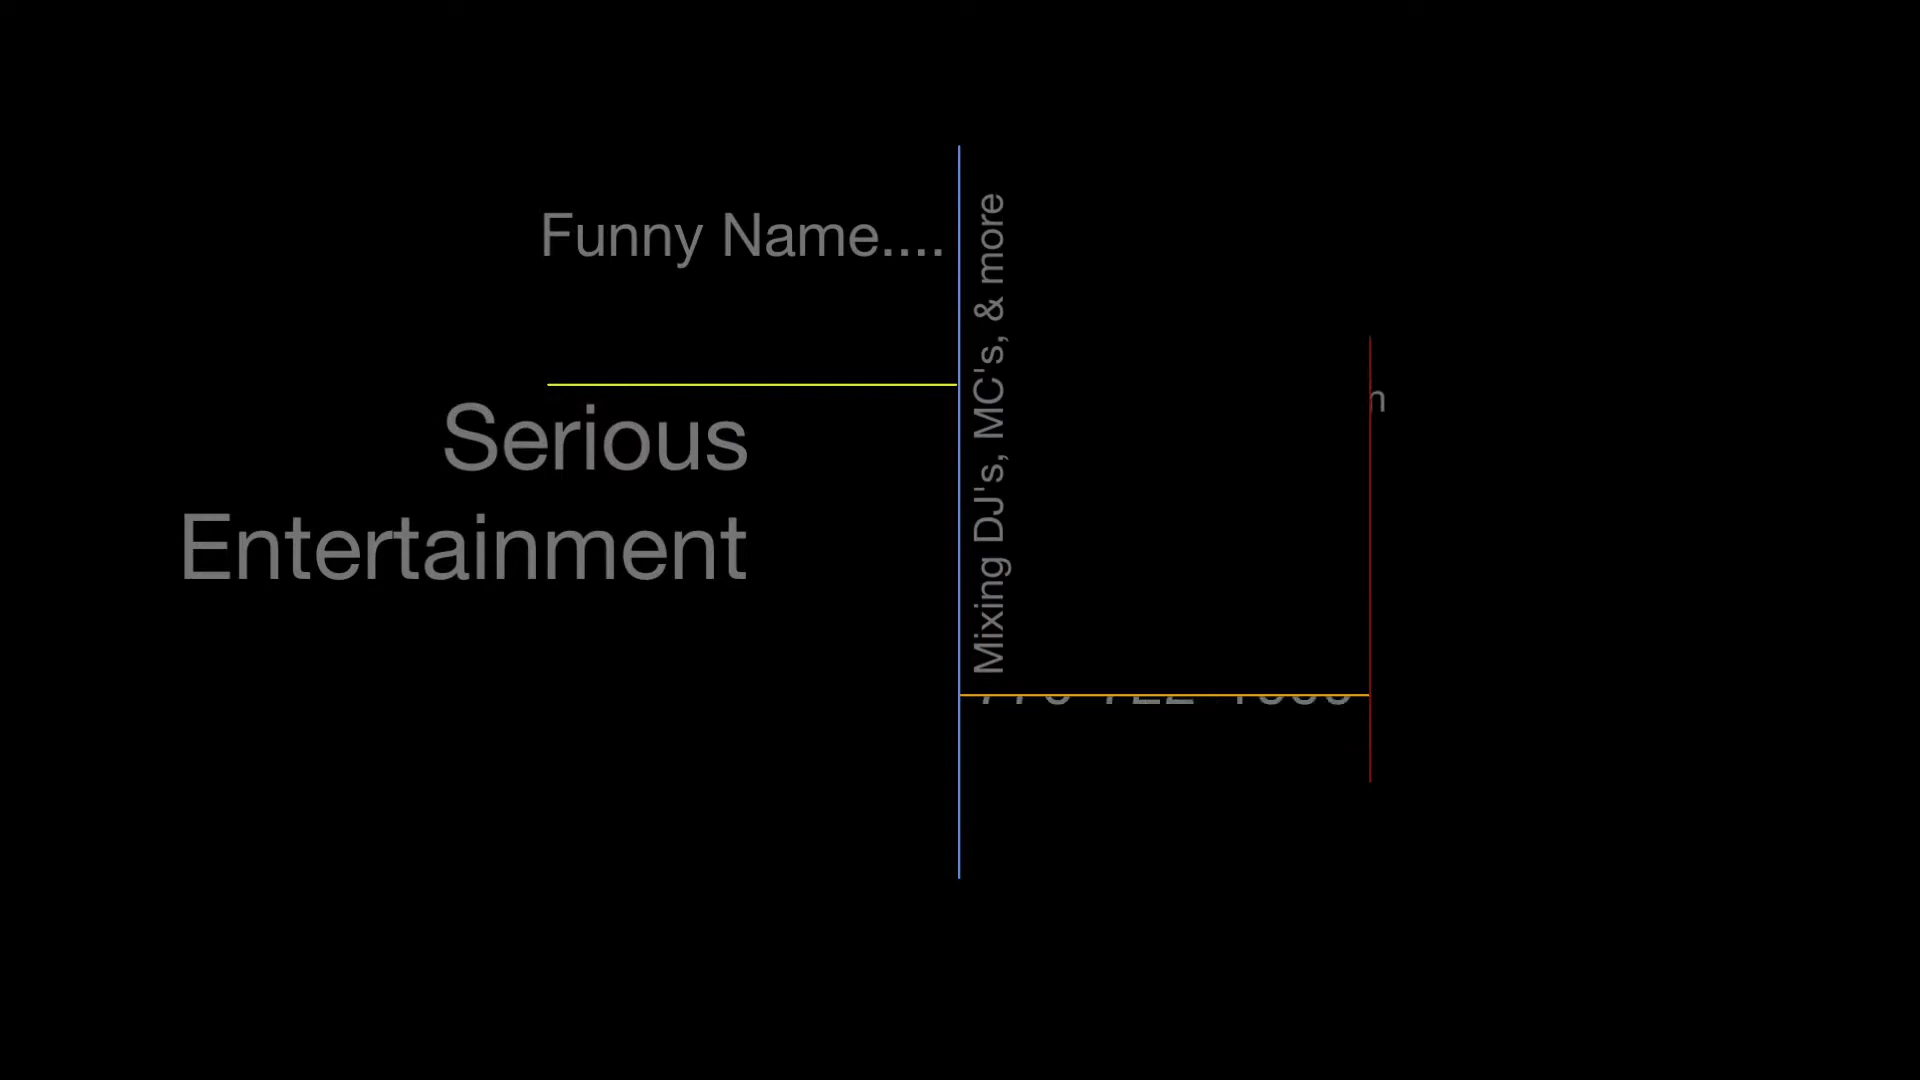 Funny Name....
Serious
Entertainment
Mixing DJ's, MC's, & more
n